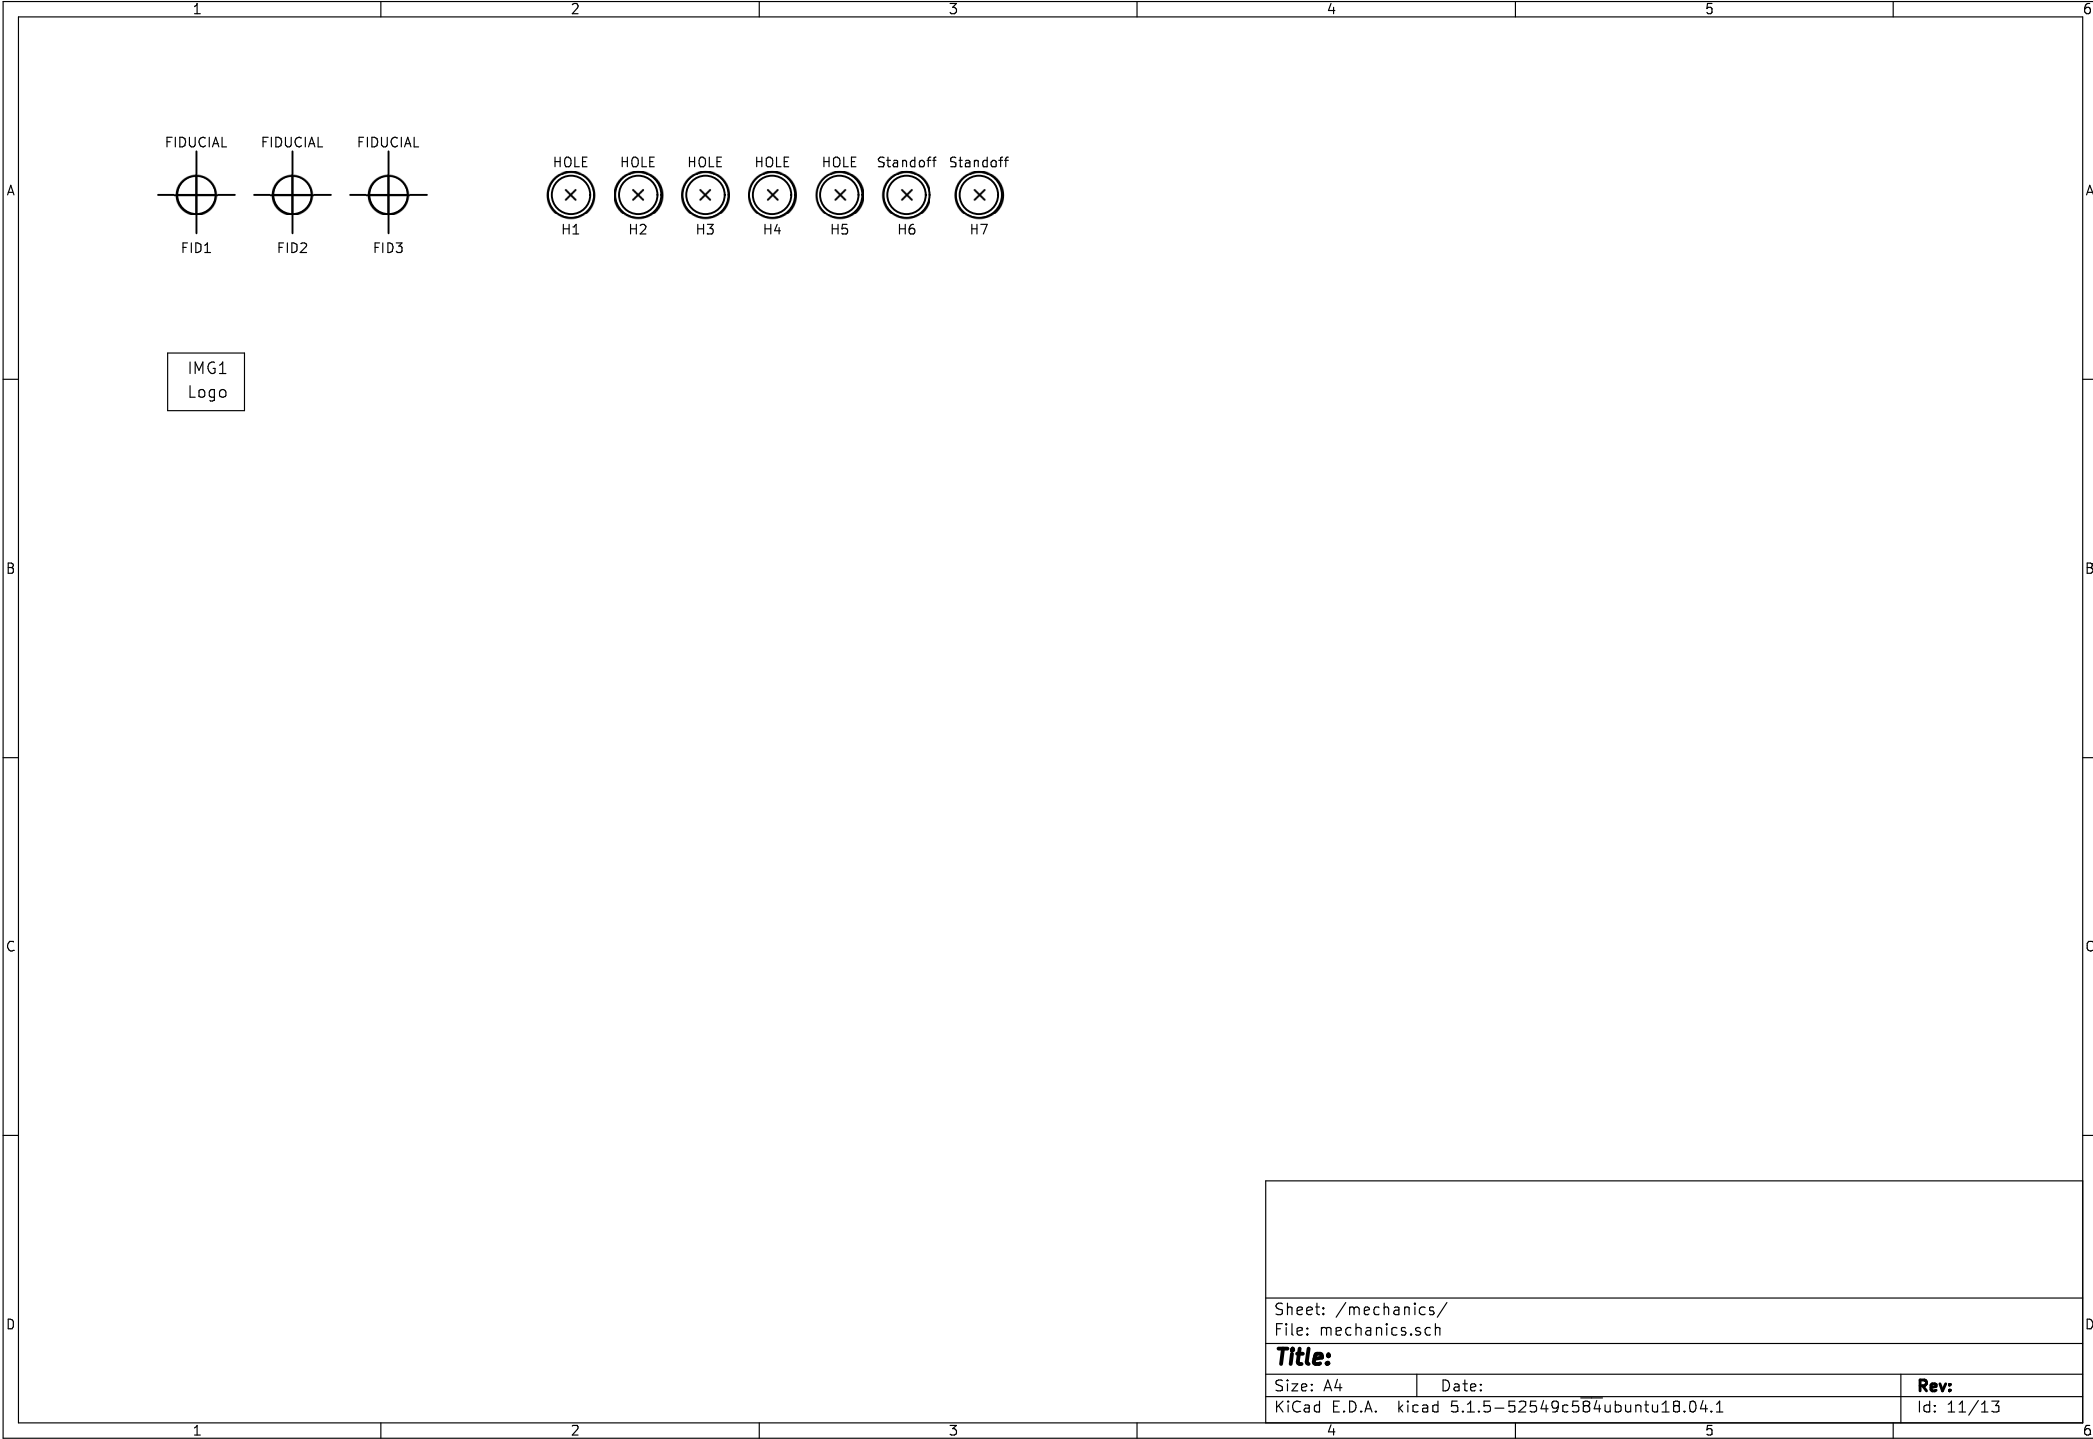 1 2 3 4 5 6
FIDUCIAL FIDUCIAL FIDUCIAL
HOLE HOLE HOLE HOLE HOLE Standoff Standoff
A A
H1 H2 H3 H4 H5 H6 H7
FID1 FID2 FID3
IMG1
Logo
B B
C C
Sheet: /mechanics/
D D
File: mechanics.sch
Title:
Size: A4 Date: Rev:
KiCad E.D.A. kicad 5.1.5-52549c584ubuntu18.04.1 Id: 11/13
1 2 3 4 5 6